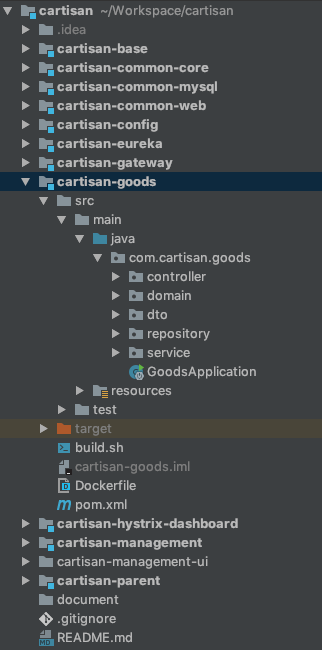 cartisan ~/Workspace/cartisan
.idea
cartisan-base
cartisan-common-core
cartisan-common-mysql
cartisan-common-web
cartisan-config
cartisan-eureka
cartisan-gateway
cartisan-goods
src
main
java
com.cartisan.goods
controller
domain
dto
repository
service
GoodsApplication
resources
test
target
build.sh
cartisan-goods.iml
Dockerfile
pom.xml
cartisan-hystrix-dashboard
cartisan-management
cartisan-management-ui
cartisan-parent
document
.gitignore
README.md